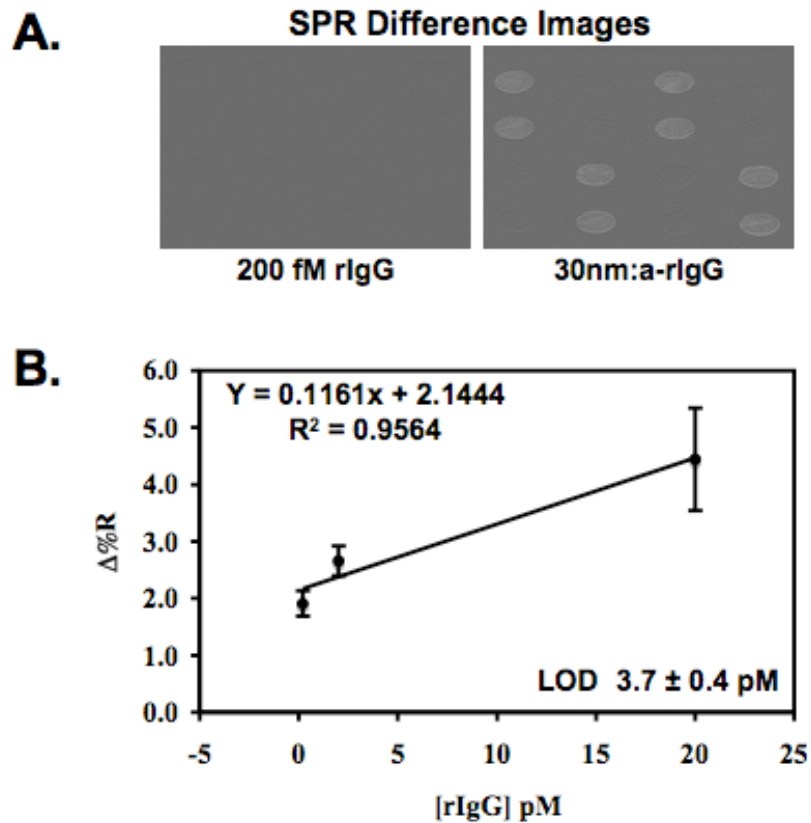 A.
SPR Difference Images
200 fM rIgG
30nm:a-rIgG
B.
6.0
5.0
4.0
3.0
2.0
1.0
0.0
Δ%R
Y = 0.1161x + 2.1444
R² = 0.9564
LOD 3.7 ± 0.4 pM
-5 0 5 10 15 20 25
[rIgG] pM